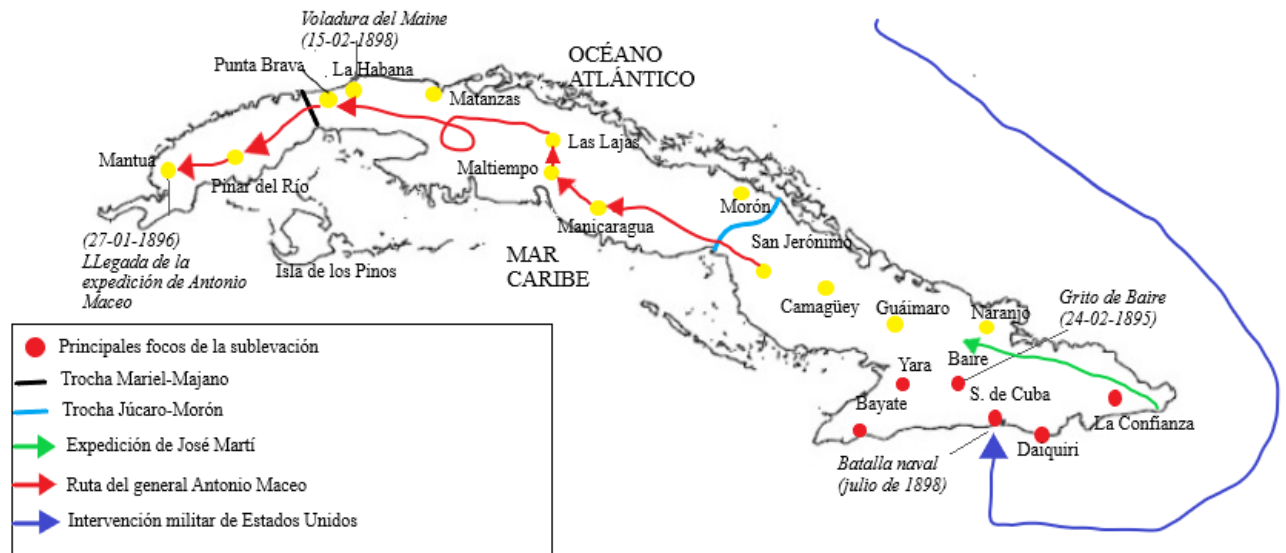 Voladura del Maine
(15-02-1898)
OCÉANO
ATLÁNTICO
Punta Brava
La Habana
Matanzas
Las Lajas
Mantua
Maltiempo
Pinar del Río
Morón
Manicaragua
(27-01-1896)
LLegada de la
expedición de Antonio
Maceo
Isla de los Pinos
MAR
CARIBE
San Jerónimo
Camagüey
Guáimaro
Naranjo
Grito de Baire
(24-02-1895)
Yara
Baire
Bayate
S. de Cuba
La Confianza
Daiquirí
Batalla naval
(julio de 1898)
Principales focos de la sublevación
Trocha Mariel-Majano
Trocha Júcaro-Morón
Expedición de José Martí
Ruta del general Antonio Maceo
Intervención militar de Estados Unidos